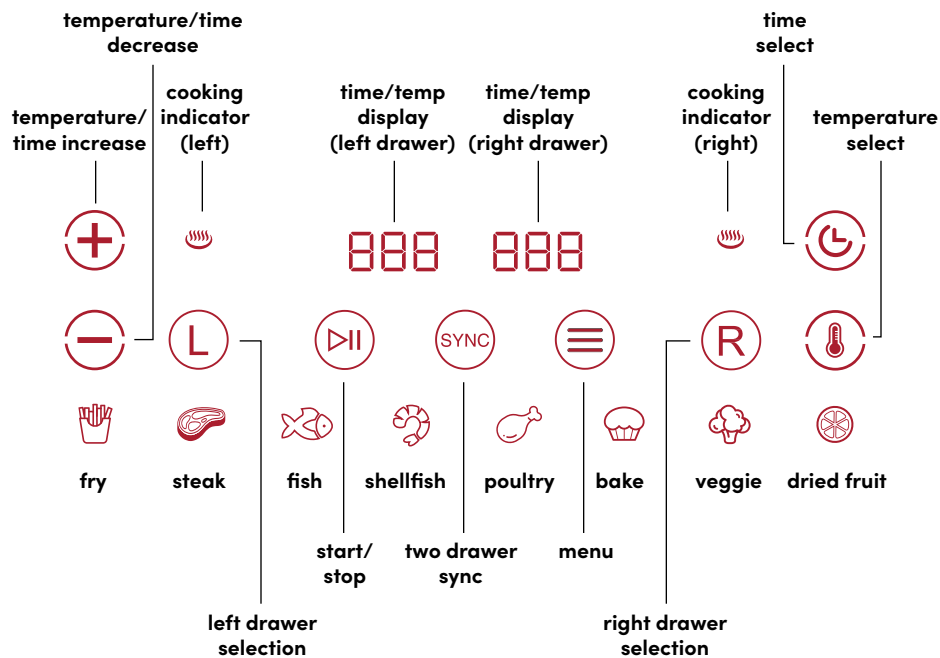 temperature/time
decrease
time
select
cooking
indicator
(left)
time/temp
display
(left drawer)
time/temp
display
(right drawer)
cooking
indicator
(right)
temperature/
time increase
temperature
select
888
888
L
SYNC
R
fry
steak
fish
shellfish
poultry
bake
veggie
dried fruit
start/
stop
two drawer
sync
menu
left drawer
selection
right drawer
selection